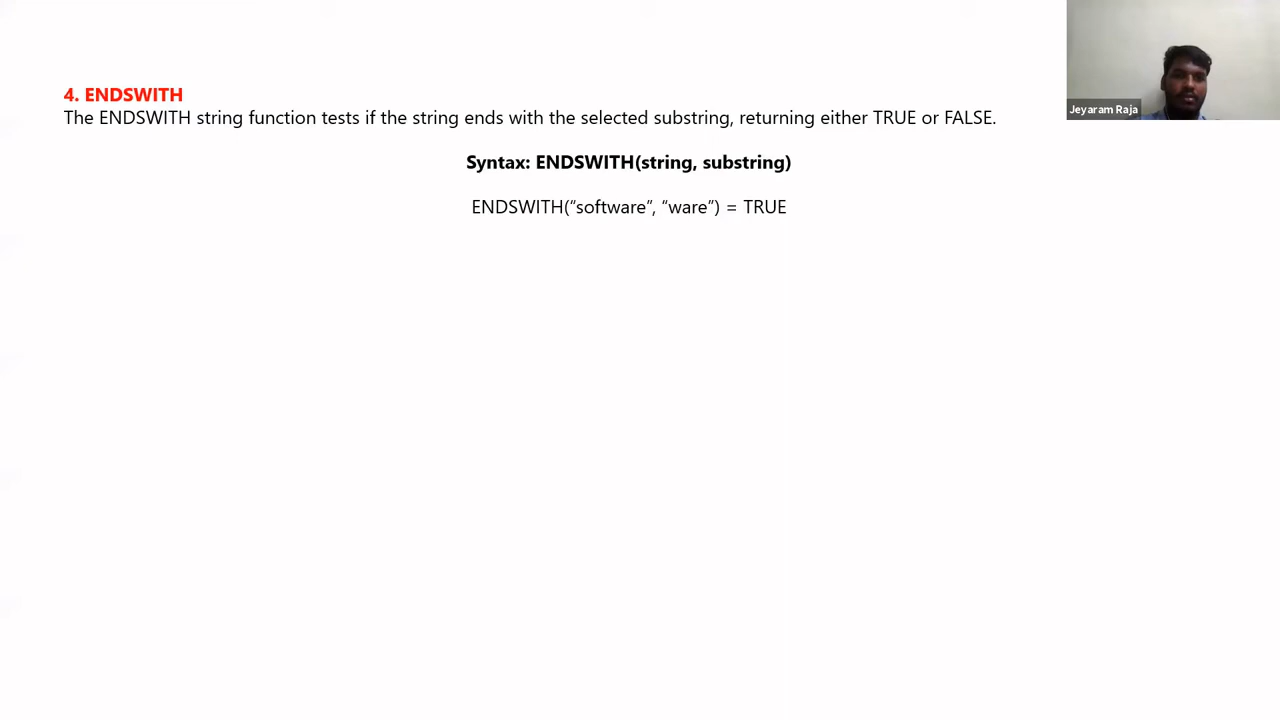 4. ENDSWITH
The ENDSWITH string function tests if the string ends with the selected substring, returning either TRUE or FALSE.
Syntax: ENDSWITH(string, substring)
ENDSWITH(“software”, “ware”) = TRUE
Jeyaram Raja